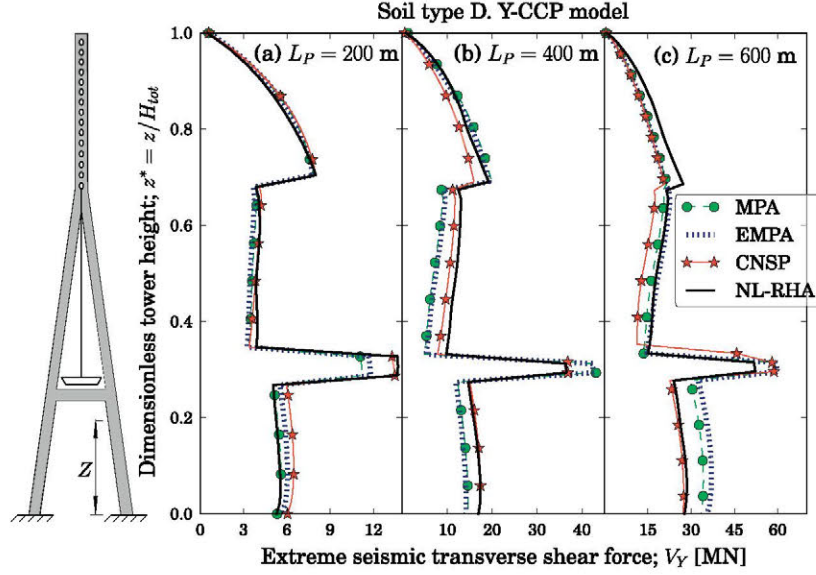 Soil type D. Y-CCP model
(a) L_P = 200 m
(b) L_P = 400 m
(c) L_P = 600 m
Dimensionless tower height; z* = z/H_tot
1.0
0.8
0.6
0.4
0.2
0.0
MPA
EMPA
CNSP
NL-RHA
Z
0 3 6 9 12
10 20 30 40
15 30 45 60
Extreme seismic transverse shear force; V_Y [MN]